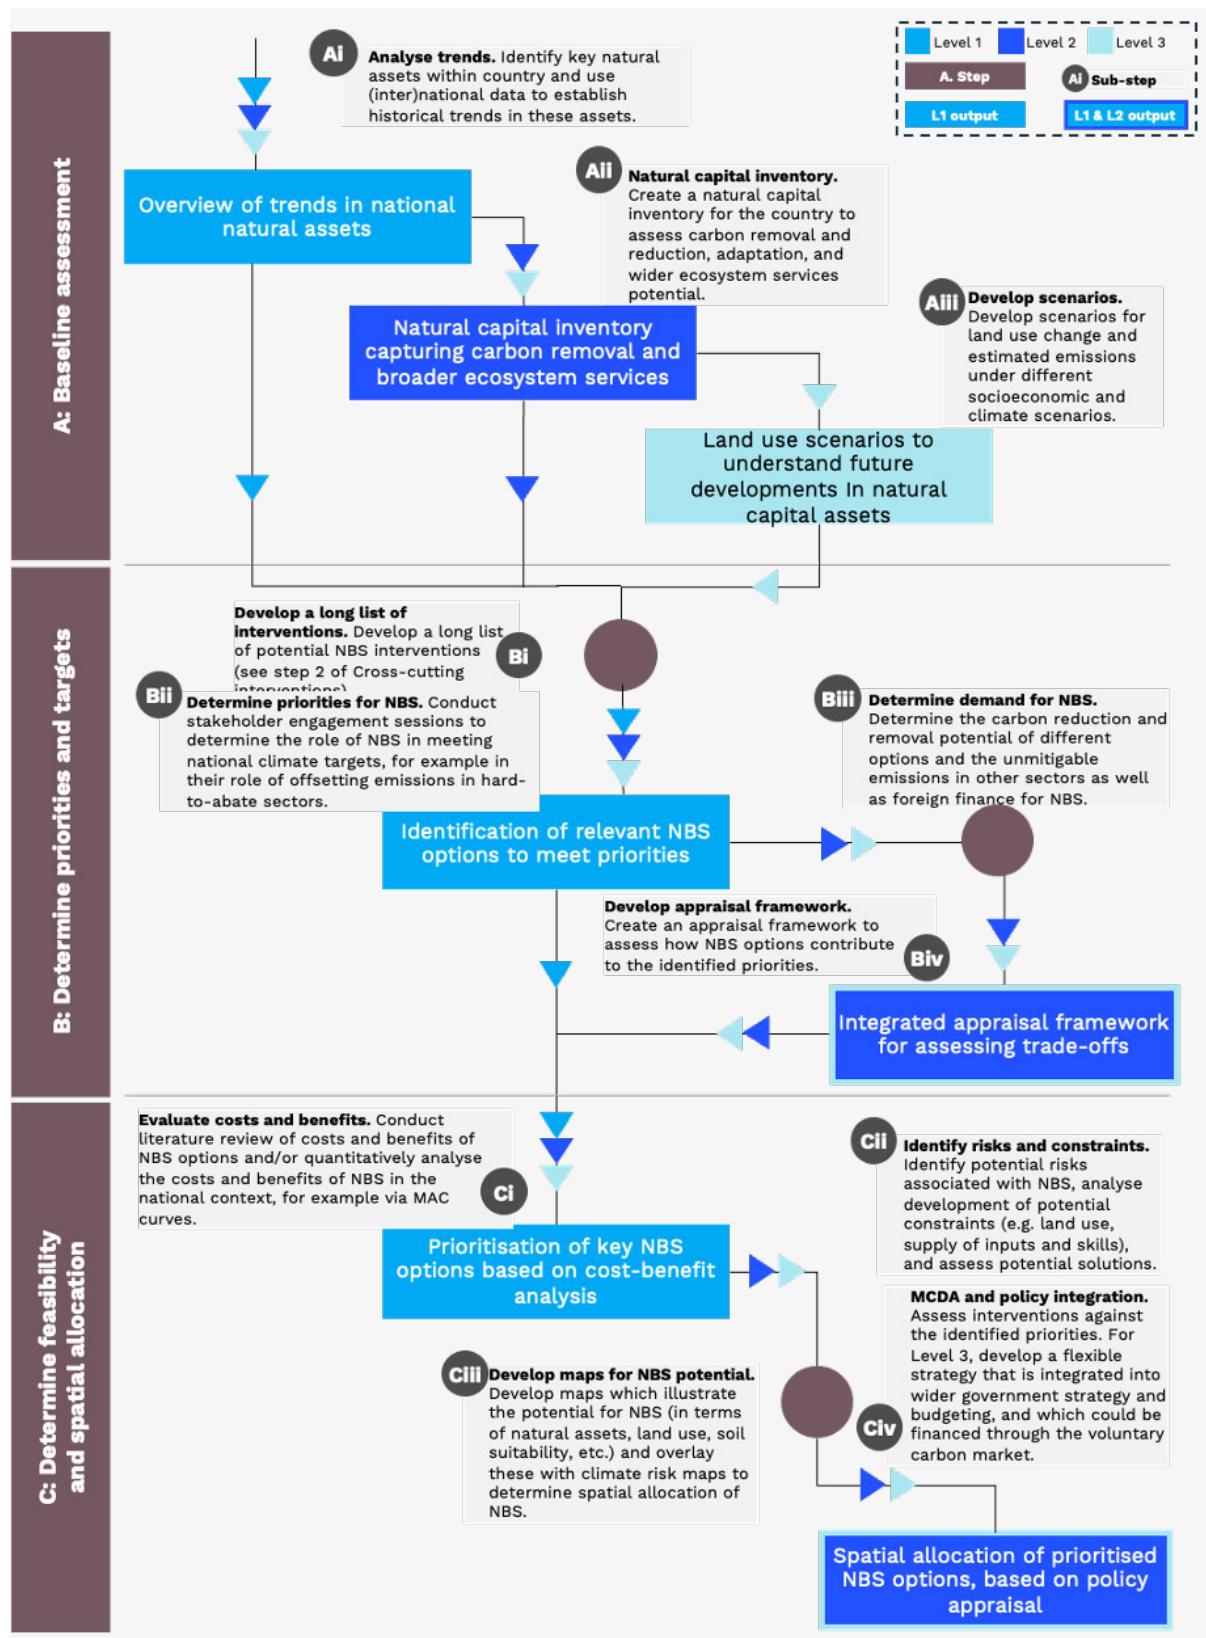 Level 1
Level 2
Level 3
A. Step
Ai
Sub-step
L1 output
L1 & L2 output
A: Baseline assessment
Ai
Analyse trends. Identify key natural
assets within country and use
(inter)national data to establish
historical trends in these assets.
Overview of trends in national
natural assets
Aii
Natural capital inventory.
Create a natural capital
inventory for the country to
assess carbon removal and
reduction, adaptation, and
wider ecosystem services
potential.
Natural capital inventory
capturing carbon removal and
broader ecosystem services
Aiii
Develop scenarios.
Develop scenarios for
land use change and
estimated emissions
under different
socioeconomic and
climate scenarios.
Land use scenarios to
understand future
developments In natural
capital assets
B: Determine priorities and targets
Develop a long list of
interventions. Develop a long list
of potential NBS interventions
(see step 2 of Cross-cutting
interventions)
Bi
Bii
Determine priorities for NBS. Conduct
stakeholder engagement sessions to
determine the role of NBS in meeting
national climate targets, for example in
their role of offsetting emissions in hard-
to-abate sectors.
Biii
Determine demand for NBS.
Determine the carbon reduction and
removal potential of different
options and the unmitigable
emissions in other sectors as well
as foreign finance for NBS.
Identification of relevant NBS
options to meet priorities
Develop appraisal framework.
Create an appraisal framework to
assess how NBS options contribute
to the identified priorities.
Biv
Integrated appraisal framework
for assessing trade-offs
C: Determine feasibility
and spatial allocation
Evaluate costs and benefits. Conduct
literature review of costs and benefits of
NBS options and/or quantitatively analyse
the costs and benefits of NBS in the
national context, for example via MAC
curves.
Ci
Cii
Identify risks and constraints.
Identify potential risks
associated with NBS, analyse
development of potential
constraints (e.g. land use,
supply of inputs and skills),
and assess potential solutions.
Prioritisation of key NBS
options based on cost-benefit
analysis
MCDA and policy integration.
Assess interventions against
the identified priorities. For
Level 3, develop a flexible
strategy that is integrated into
wider government strategy and
budgeting, and which could be
financed through the voluntary
carbon market.
Civ
Ciii
Develop maps for NBS potential.
Develop maps which illustrate
the potential for NBS (in terms
of natural assets, land use, soil
suitability, etc.) and overlay
these with climate risk maps to
determine spatial allocation of
NBS.
Spatial allocation of prioritised
NBS options, based on policy
appraisal